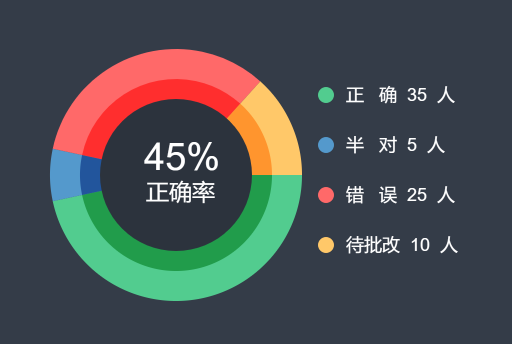 45%
正确率
正 确 35 人
半 对 5 人
错 误 25 人
待批改 10 人